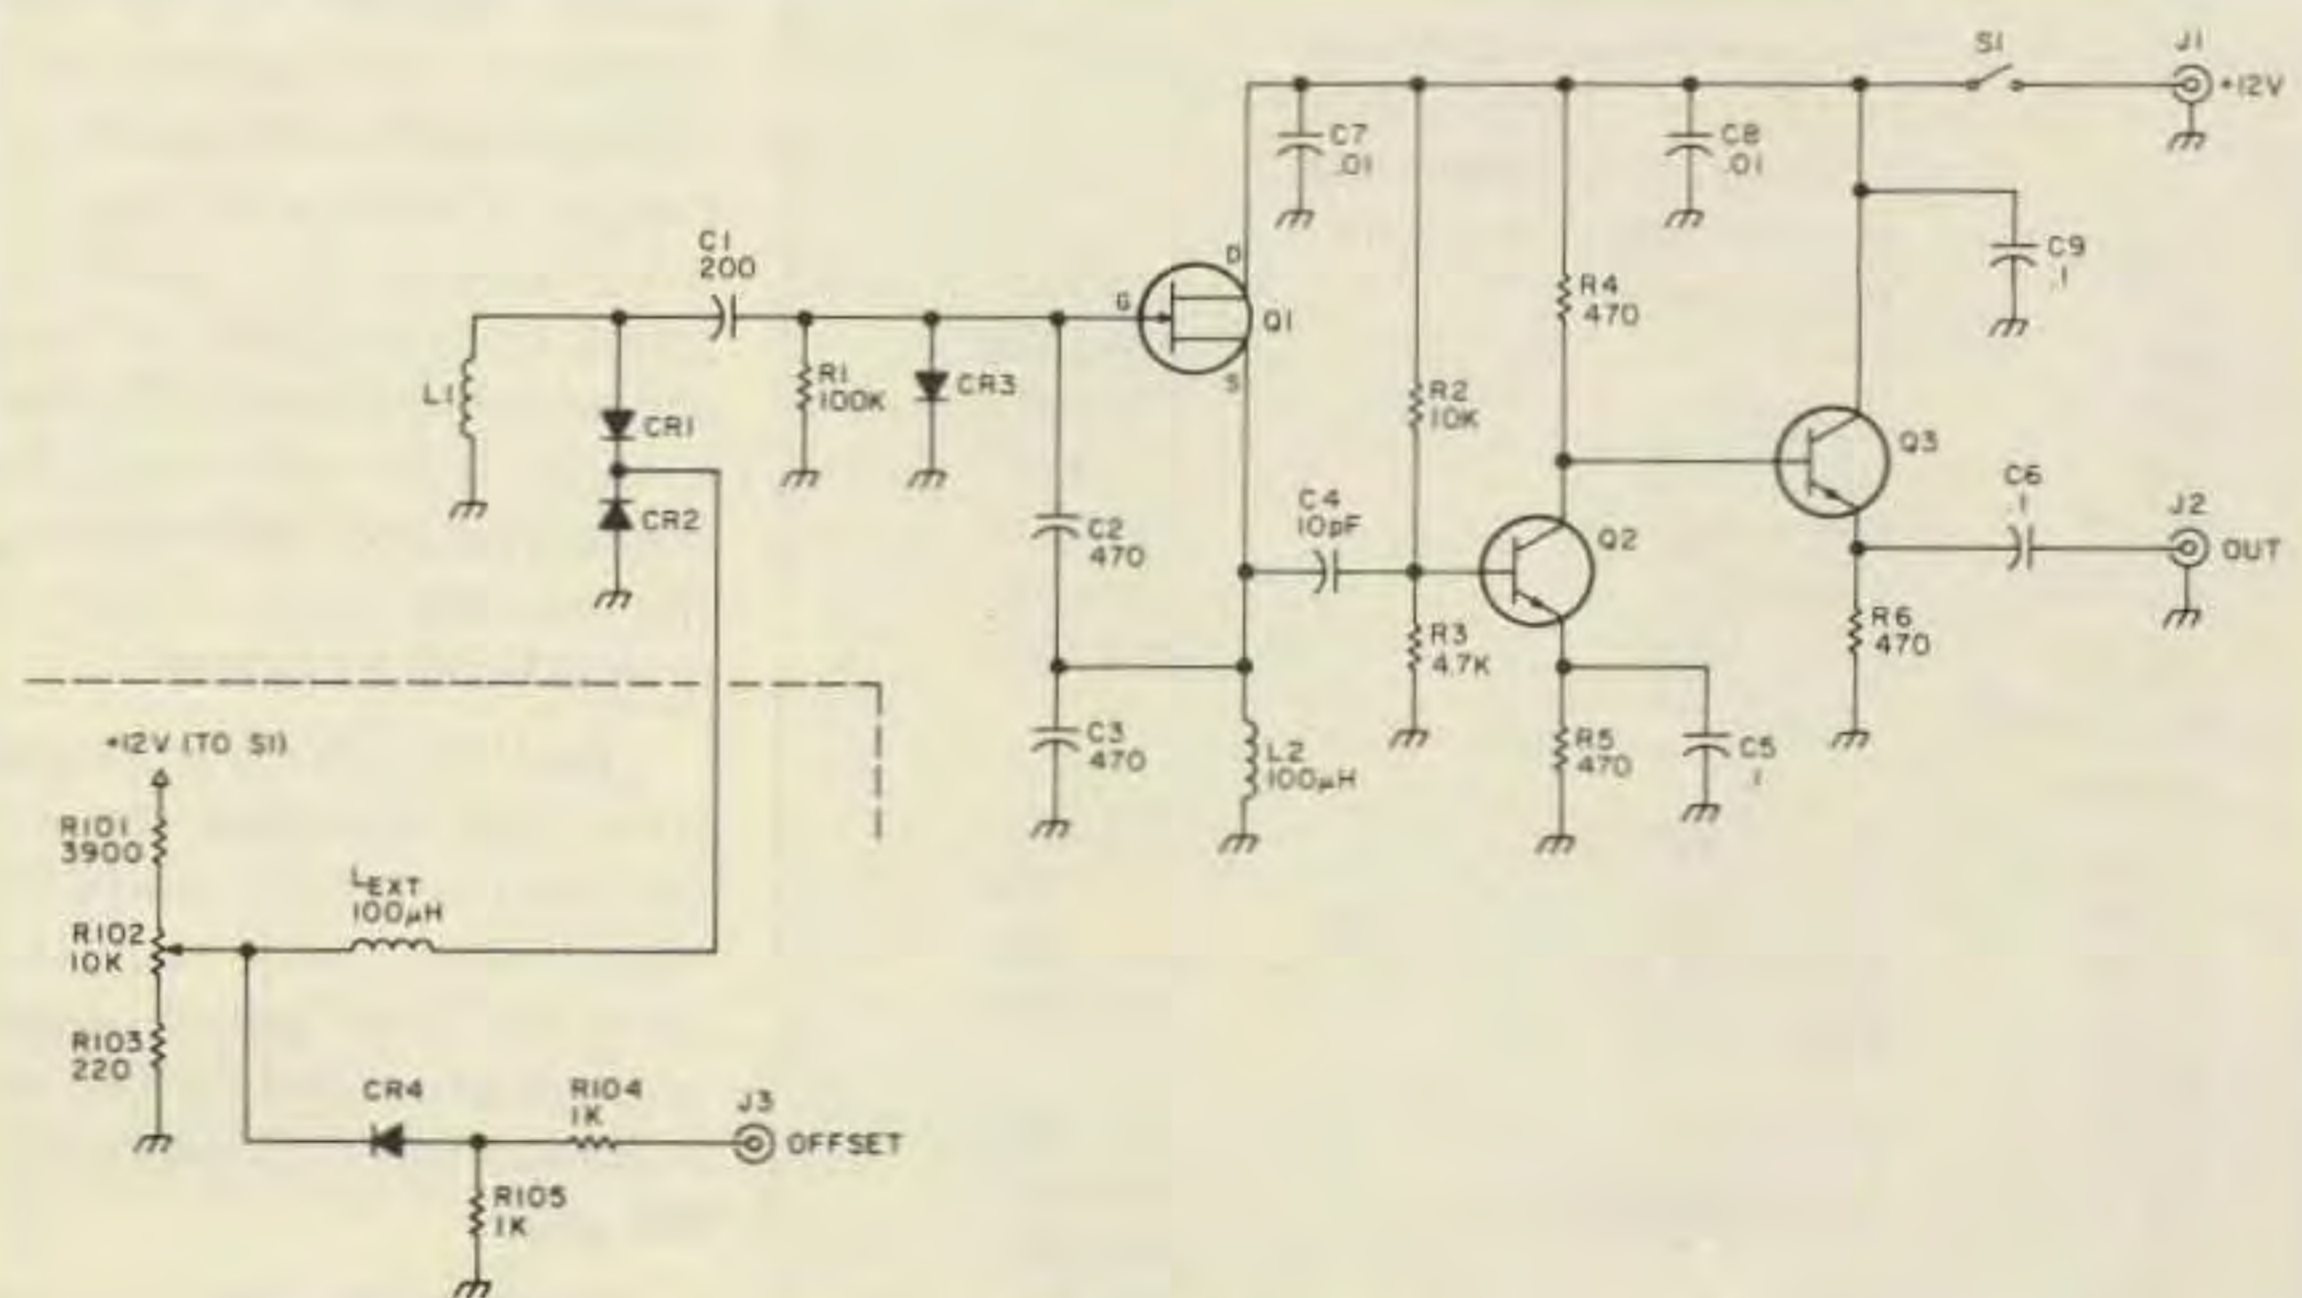 S1
J1
+12V
C7
.01
C8
.01
C9
.1
C1
200
D
G
Q1
S
R4
470
L1
CR1
R1
100K
CR3
R2
10K
Q3
C6
.1
J2
OUT
CR2
C2
470
C4
10pF
Q2
R3
4.7K
R6
470
+12V (TO S1)
C3
470
L2
100μH
R5
470
C5
.1
R101
3900
LEXT
100μH
R102
10K
R103
220
CR4
R104
1K
J3
OFFSET
R105
1K